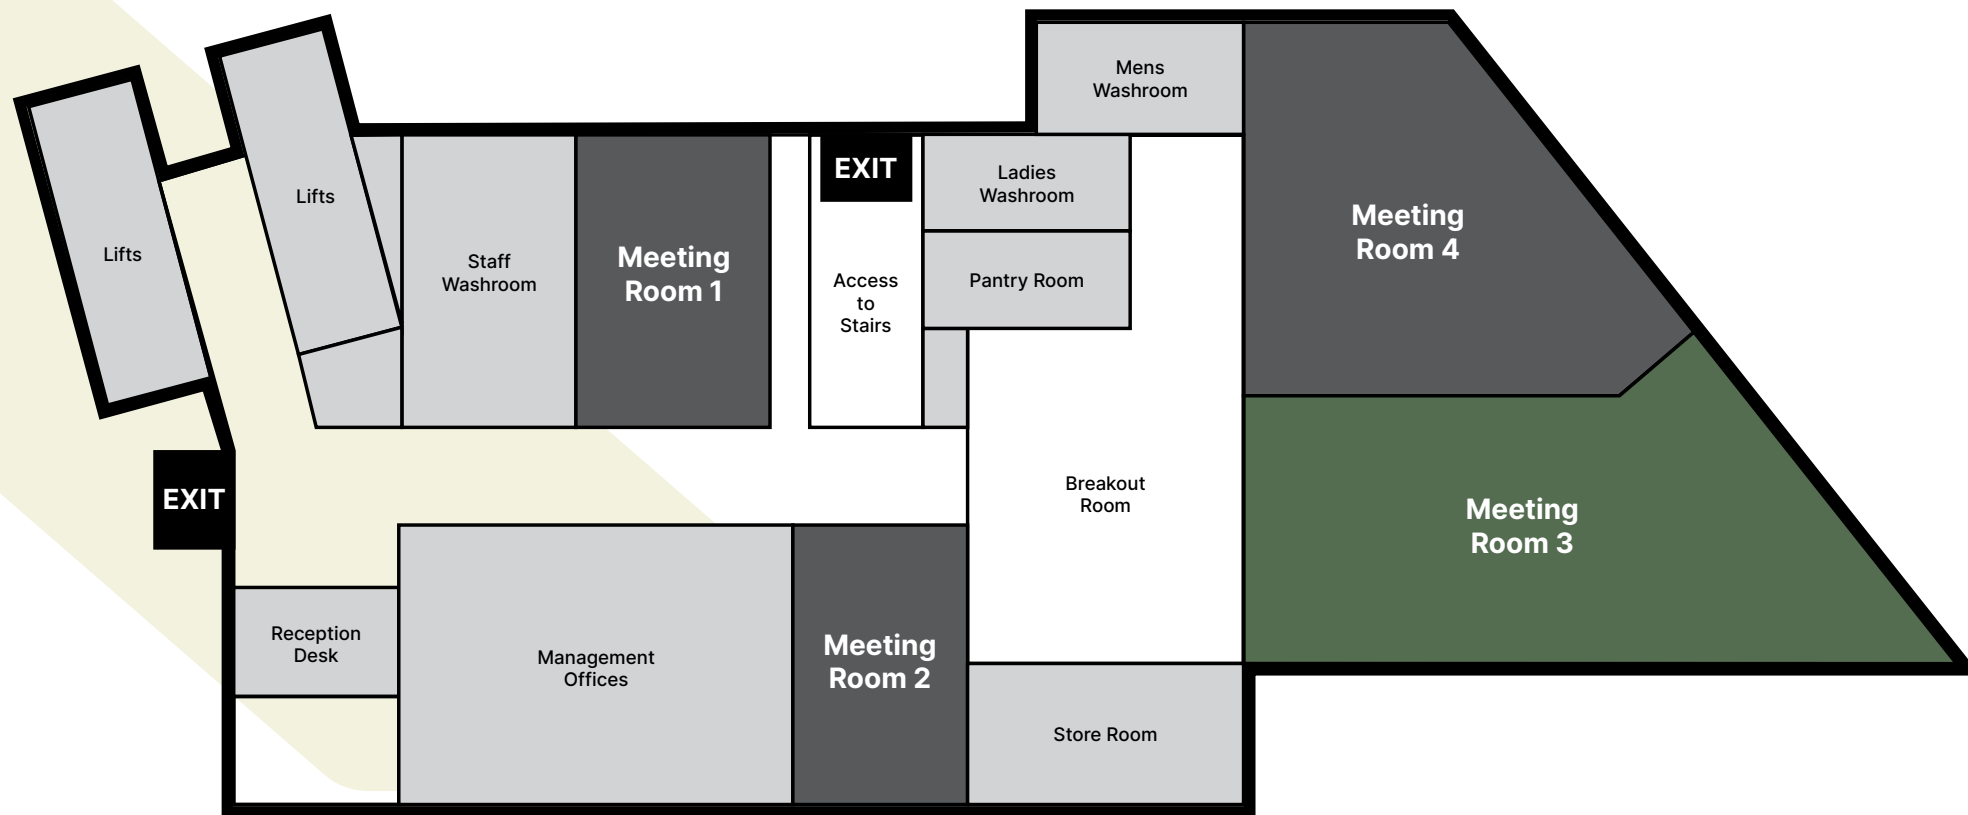 Mens
Washroom
EXIT
Ladies
Washroom
Lifts
Lifts
Staff
Washroom
Meeting
Room 1
Access
to
Stairs
Pantry Room
Meeting
Room 4
EXIT
Breakout
Room
Meeting
Room 3
Reception
Desk
Management
Offices
Meeting
Room 2
Store Room